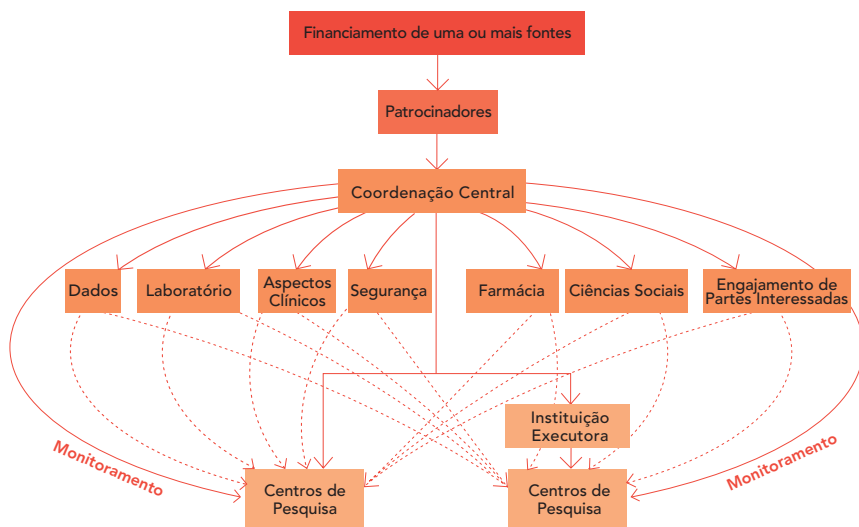 Financiamento de uma ou mais fontes
Patrocinadores
Coordenação Central
Dados
Laboratório
Aspectos
Clínicos
Segurança
Farmácia
Ciências Sociais
Engajamento de
Partes Interessadas
Instituição
Executora
Monitoramento
Monitoramento
Centros de
Pesquisa
Centros de
Pesquisa